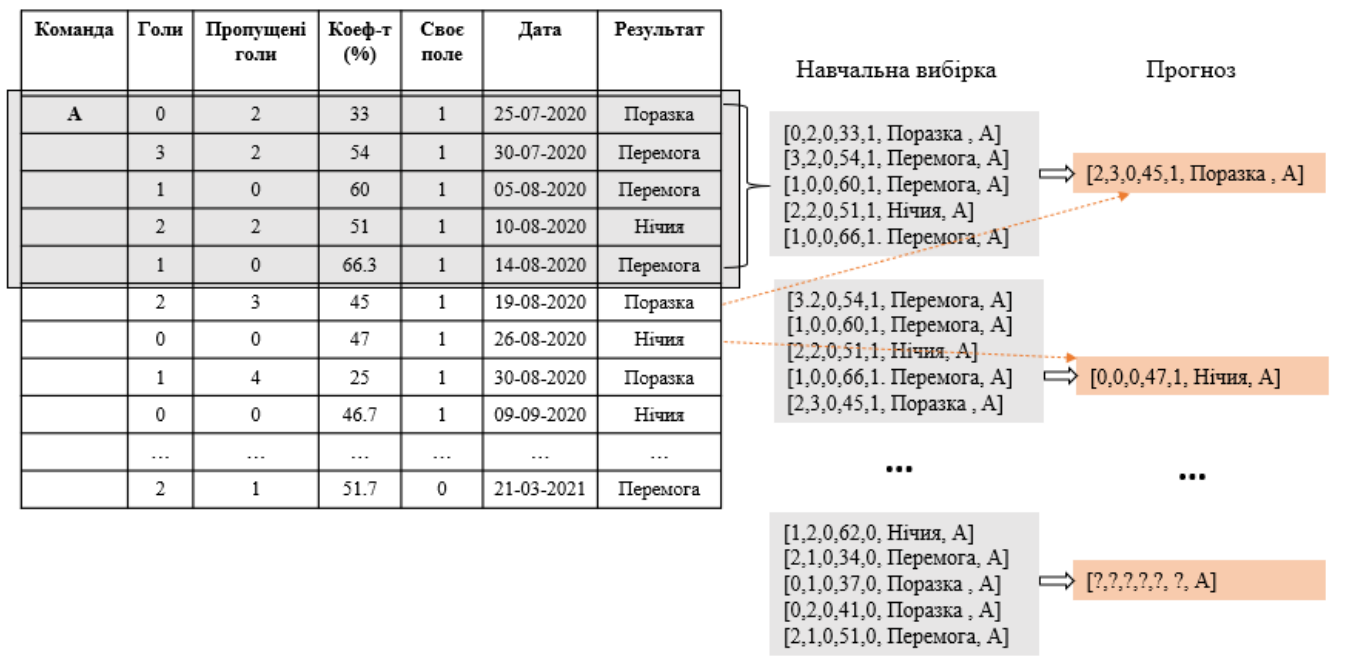 Команда Голи Пропущені голи Коеф-т (%) Своє поле Дата Результат
А 0 2 33 1 25-07-2020 Поразка
3 2 54 1 30-07-2020 Перемога
1 0 60 1 05-08-2020 Перемога
2 2 51 1 10-08-2020 Нічия
1 0 66.3 1 14-08-2020 Перемога
2 3 45 1 19-08-2020 Поразка
0 0 47 1 26-08-2020 Нічия
1 4 25 1 30-08-2020 Поразка
0 0 46.7 1 09-09-2020 Нічия
… … … … … …
2 1 51.7 0 21-03-2021 Перемога
Навчальна вибірка
[0,2,0,33,1, Поразка , А]
[3,2,0,54,1, Перемога, А]
[1,0,0,60,1, Перемога, А]
[2,2,0,51,1, Нічия, А]
[1,0,0,66,1. Перемога, А]
[3.2,0,54,1, Перемога, А]
[1,0,0,60,1, Перемога, А]
[2,2,0,51,1, Нічия, А]
[1,0,0,66,1. Перемога, А]
[2,3,0,45,1, Поразка , А]
...
[1,2,0,62,0, Нічия, А]
[2,1,0,34,0, Перемога, А]
[0,1,0,37,0, Поразка , А]
[0,2,0,41,0, Поразка , А]
[2,1,0,51,0, Перемога, А]
Прогноз
[2,3,0,45,1, Поразка , А]
[0,0,0,47,1, Нічия, А]
...
[?,?,?,?,?, ?, А]